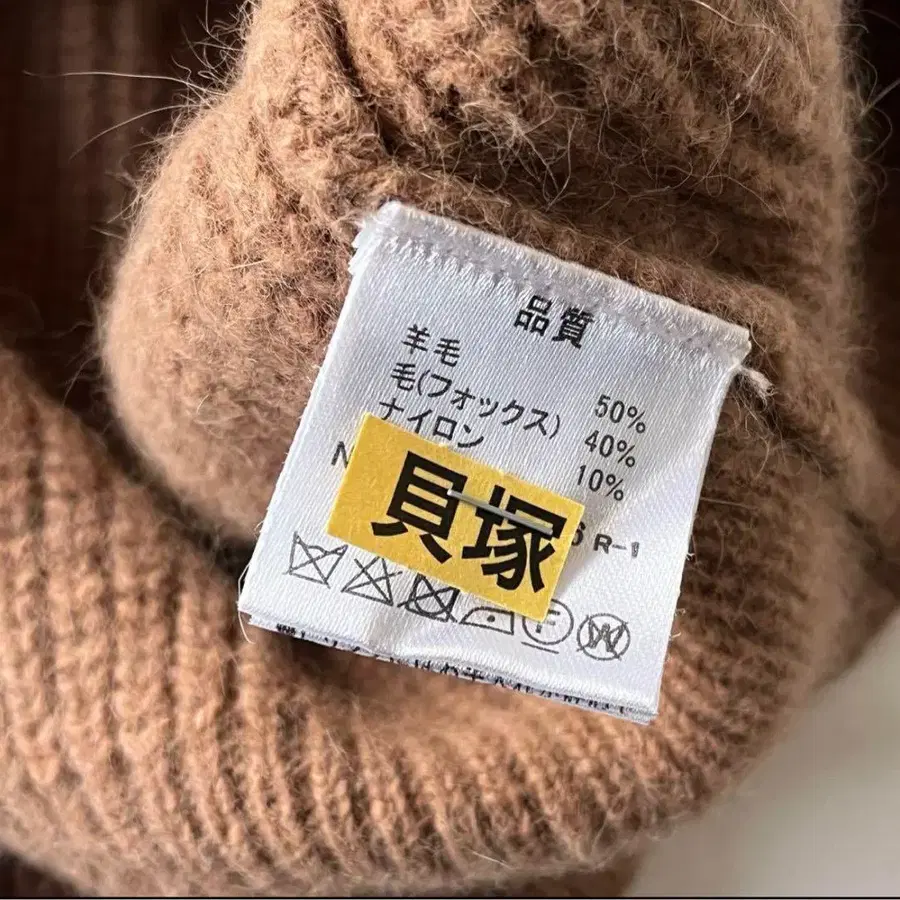 品質
羊毛 50%
毛(フォックス) 40%
ナイロン 10%
貝塚
R-1
F
W